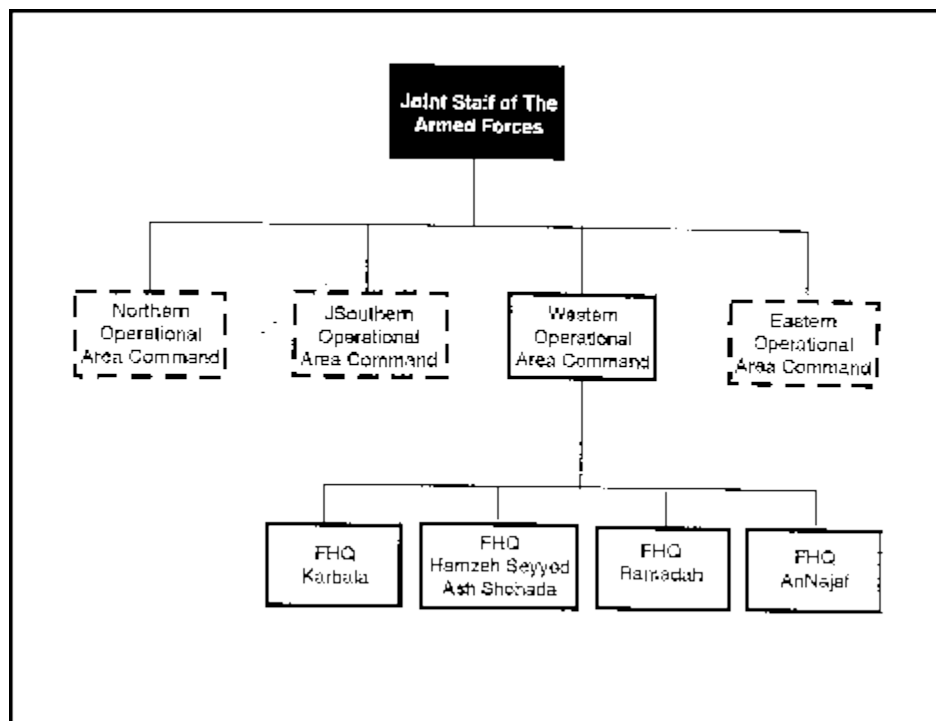 Joint Staff of The
Armed Forces
Northern
Operational
Area Command
JSouthern
Operational
Area Command
Western
Operational
Area Command
Eastern
Operational
Area Command
FHQ
Karbala
FHQ
Hamzeh Seyyed
Ash Shohada
FHQ
Ramadah
FHQ
AnNajaf